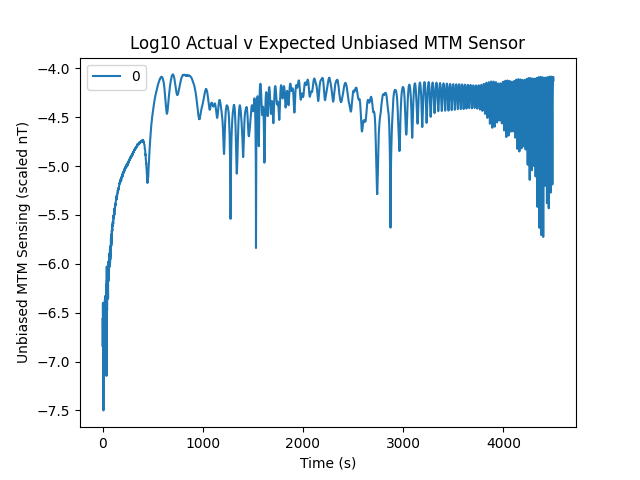 Log10 Actual v Expected Unbiased MTM Sensor
0
−4.0
−4.5
−5.0
−5.5
−6.0
−6.5
−7.0
−7.5
Unbiased MTM Sensing (scaled nT)
0 1000 2000 3000 4000
Time (s)